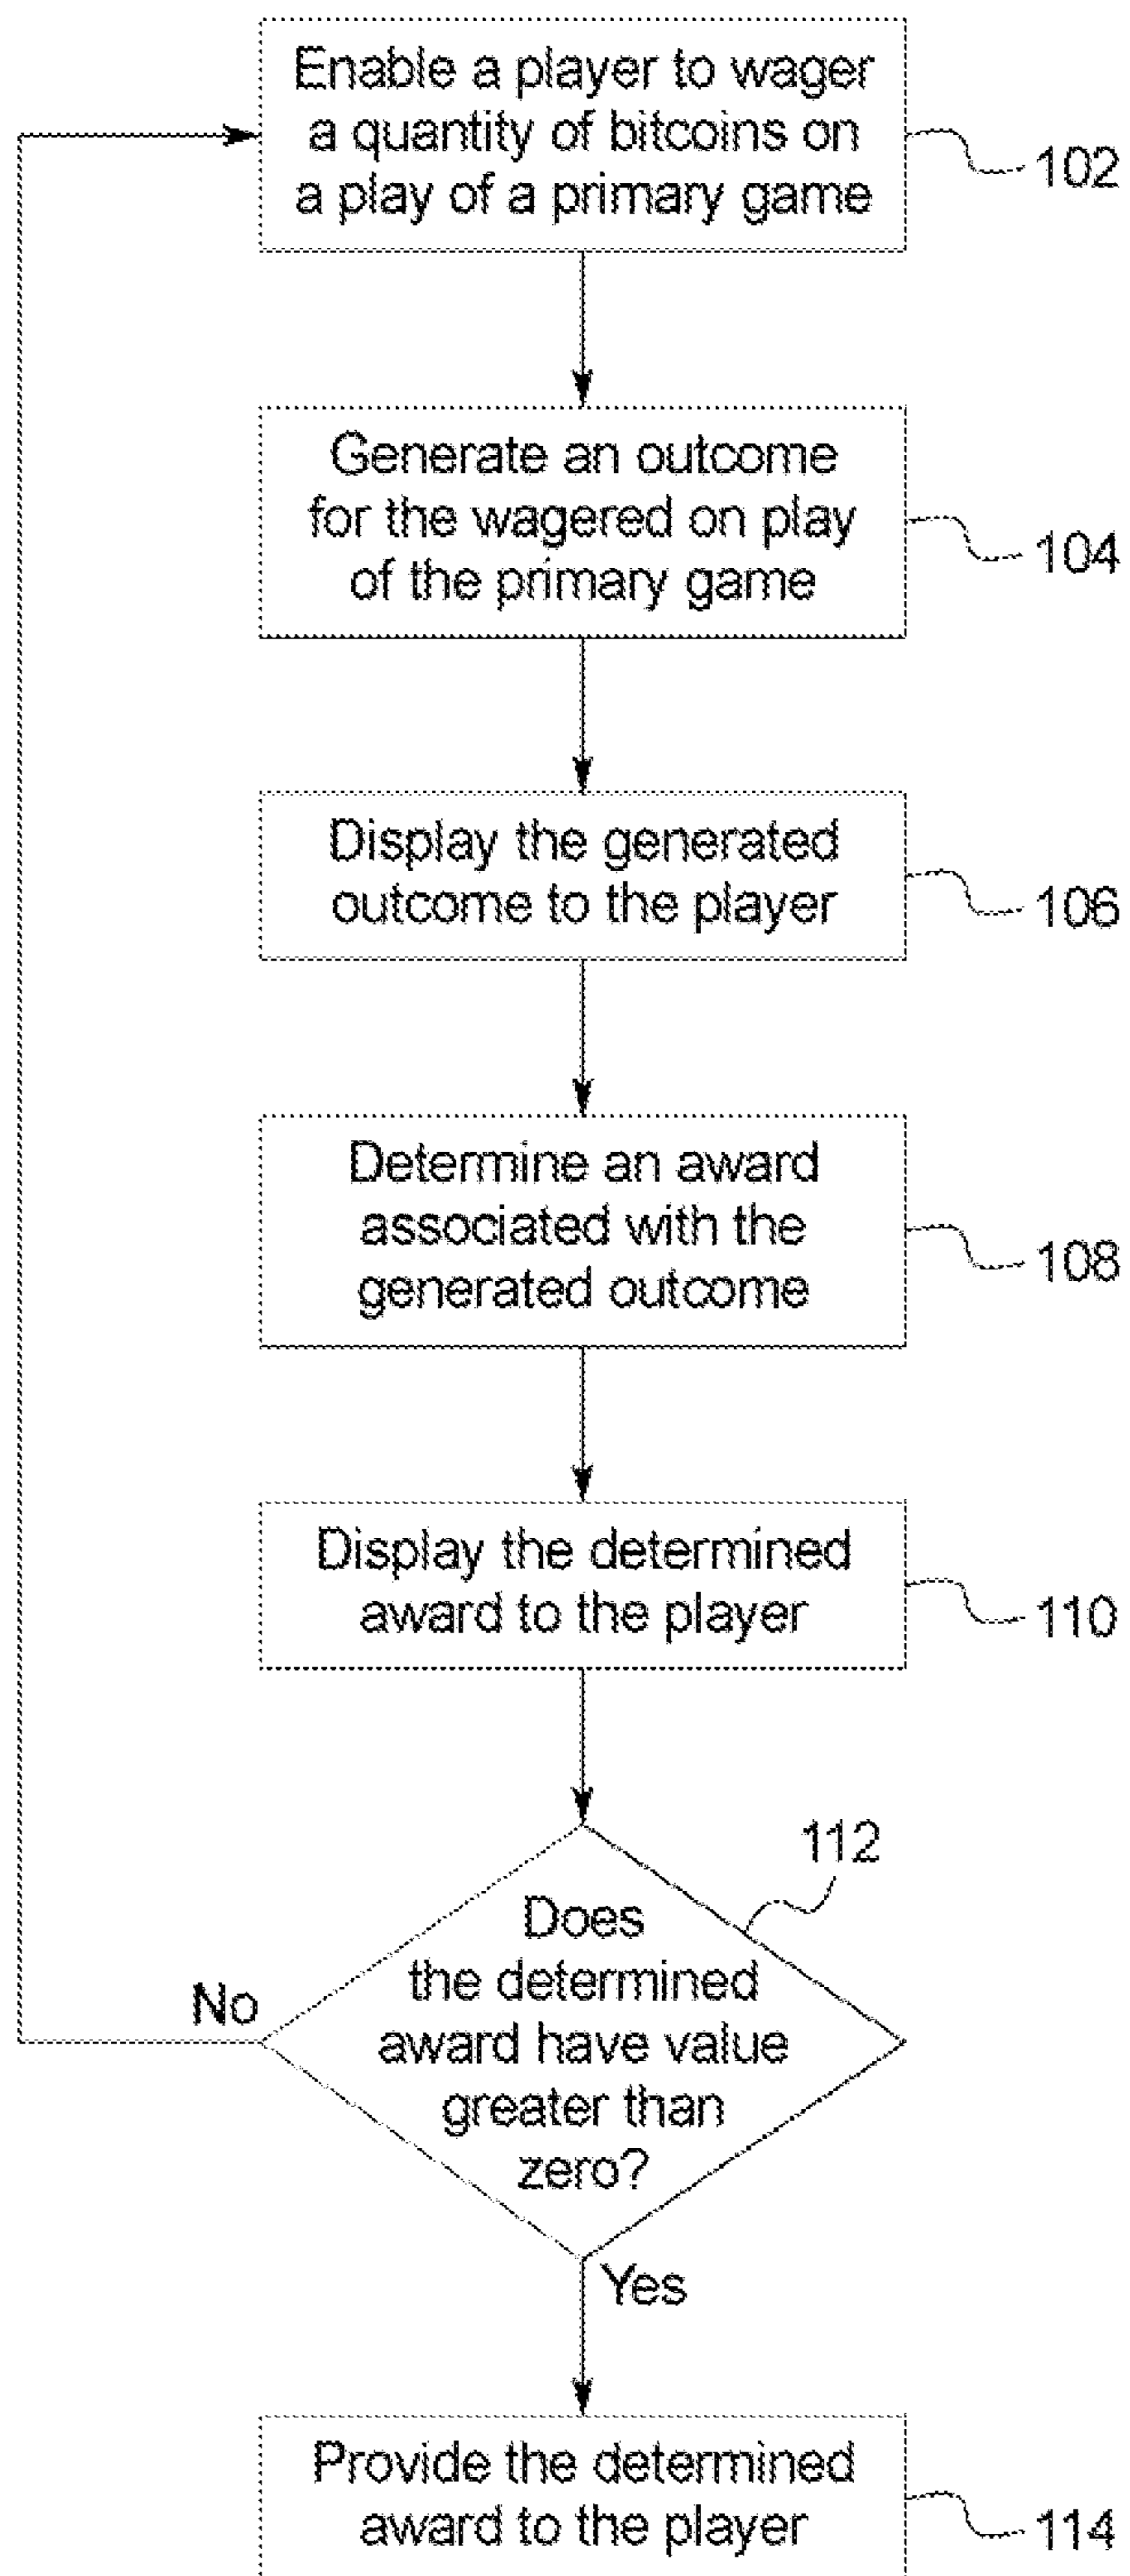 Enable a player to wager
a quantity of bitcoins on
a play of a primary game
102
Generate an outcome
for the wagered on play
of the primary game
104
Display the generated
outcome to the player
106
Determine an award
associated with the
generated outcome
108
Display the determined
award to the player
110
112
Does
the determined
award have value
greater than
zero?
No
Yes
Provide the determined
award to the player
114